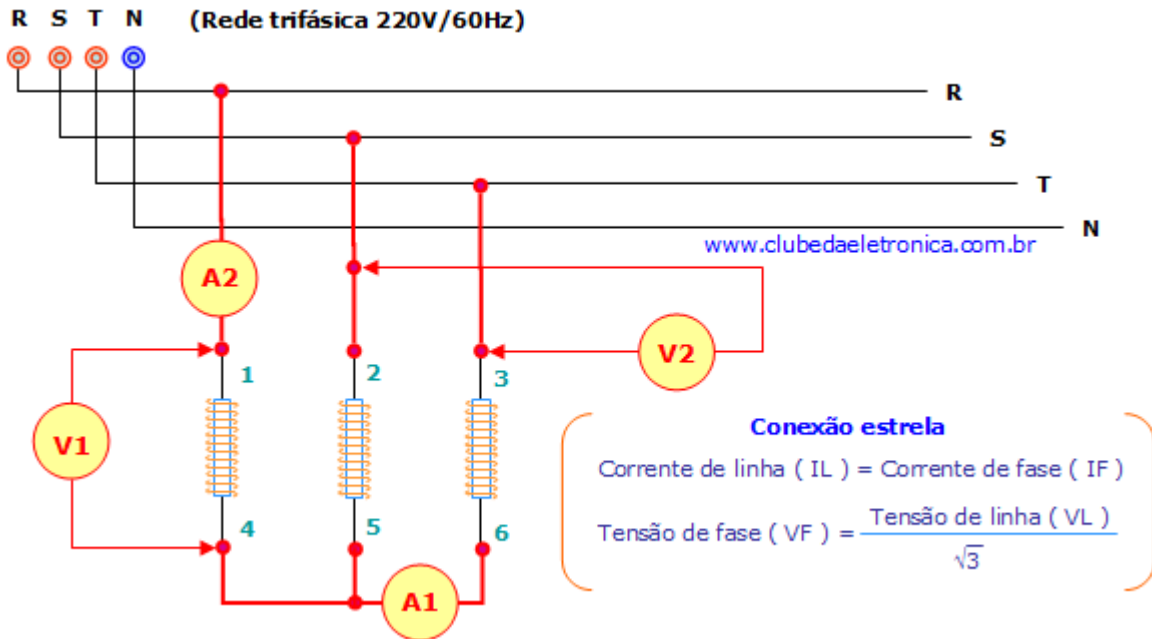 R S T N (Rede trifásica 220V/60Hz)
R
S
T
N
www.clubedaeletronica.com.br
A2
V2
1
2
3
V1
Conexão estrela
Corrente de linha ( IL ) = Corrente de fase ( IF )
Tensão de fase ( VF ) = Tensão de linha ( VL )
√3
4
5
6
A1